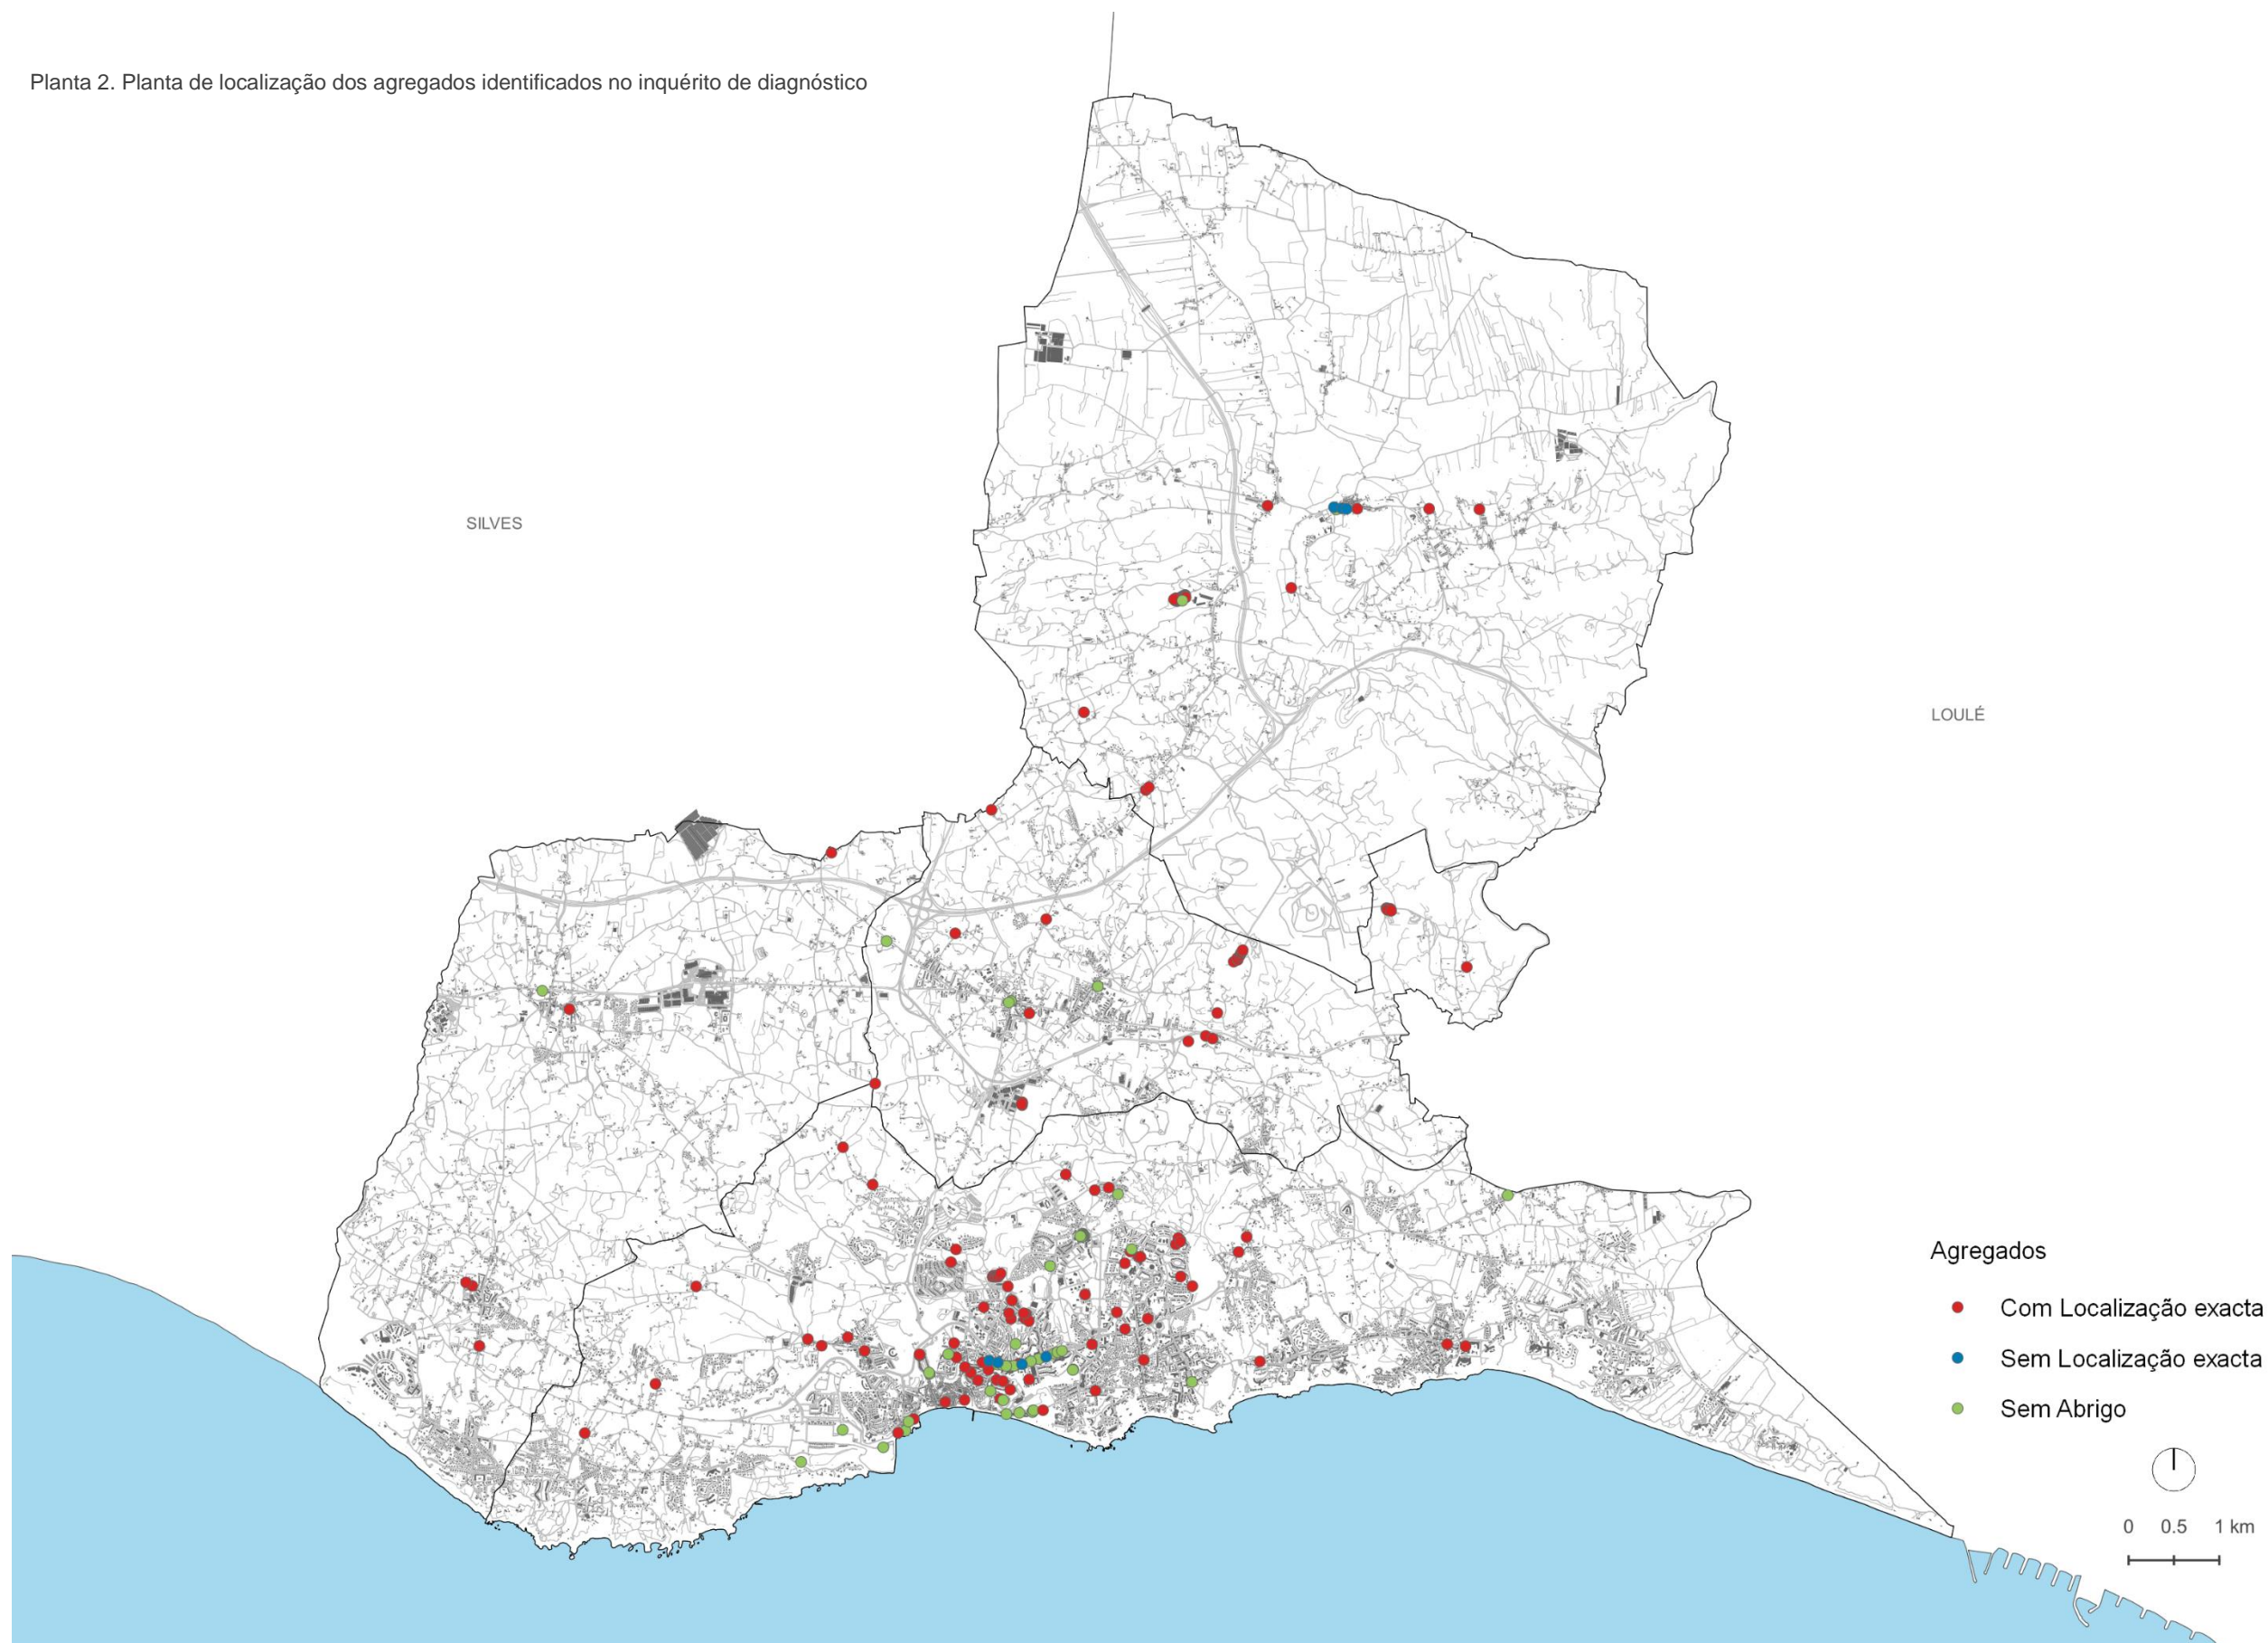 Planta 2. Planta de localização dos agregados identificados no inquérito de diagnóstico
SILVES
LOULÉ
Agregados
Com Localização exacta
Sem Localização exacta
Sem Abrigo
0 0.5 1 km